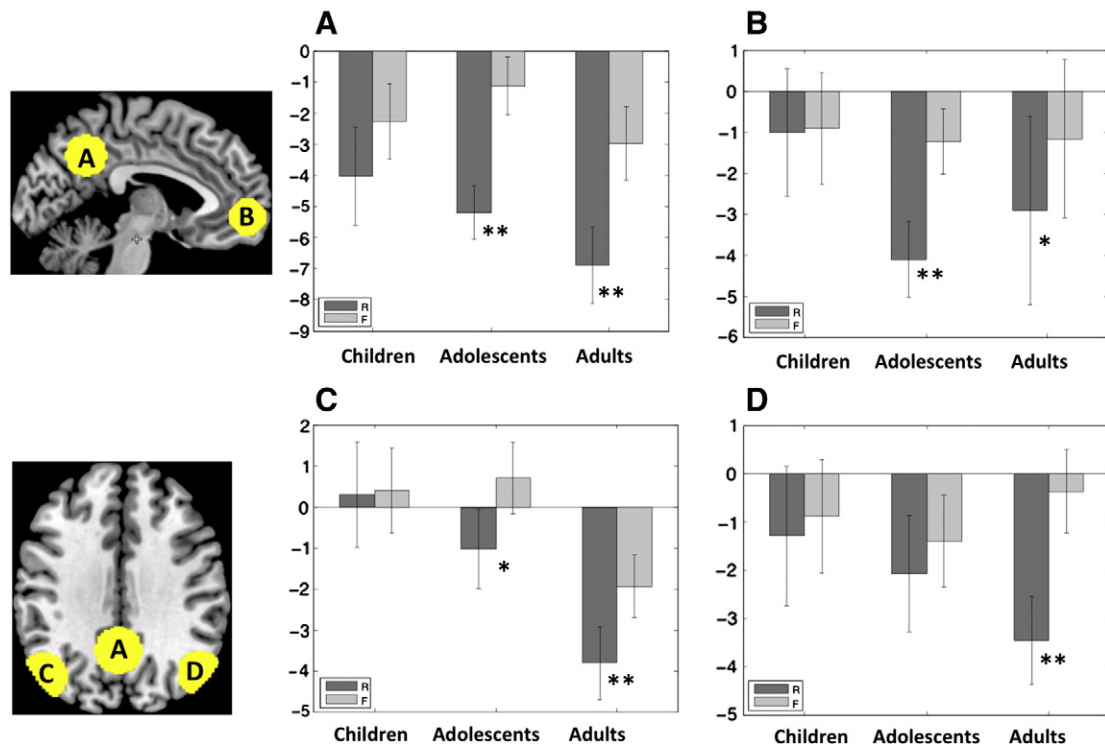 A
0
-1
-2
-3
-4
-5
-6
-7
-8
-9
**
**
R
F
Children Adolescents Adults
B
1
0
-1
-2
-3
-4
-5
-6
**
*
R
F
Children Adolescents Adults
A
B
C
2
1
0
-1
-2
-3
-4
-5
*
**
R
F
Children Adolescents Adults
D
1
0
-1
-2
-3
-4
-5
**
R
F
Children Adolescents Adults
A
C
D